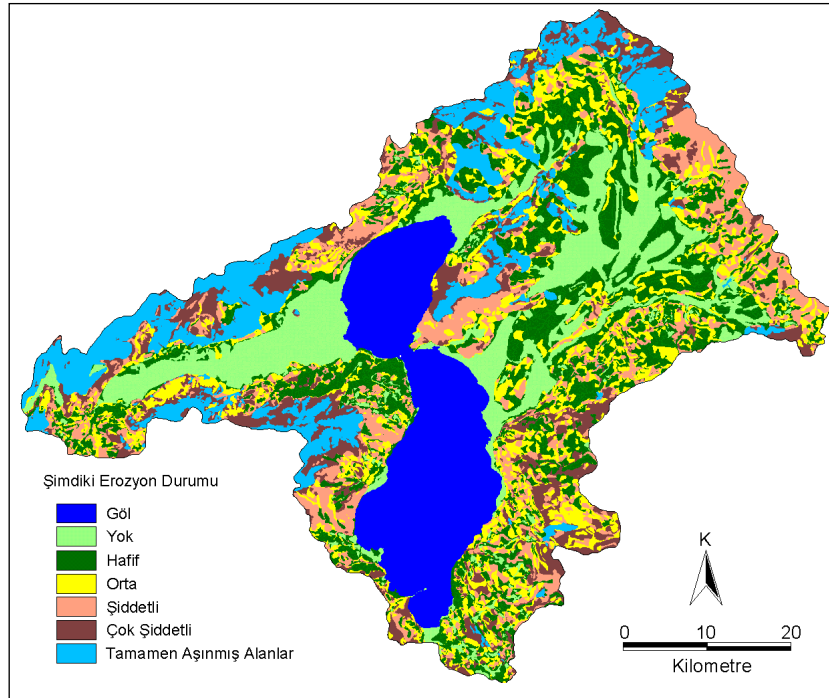 Şimdiki Erozyon Durumu
Göl
Yok
Hafif
Orta
Şiddetli
Çok Şiddetli
Tamamen Aşınmış Alanlar
K
0 10 20
Kilometre